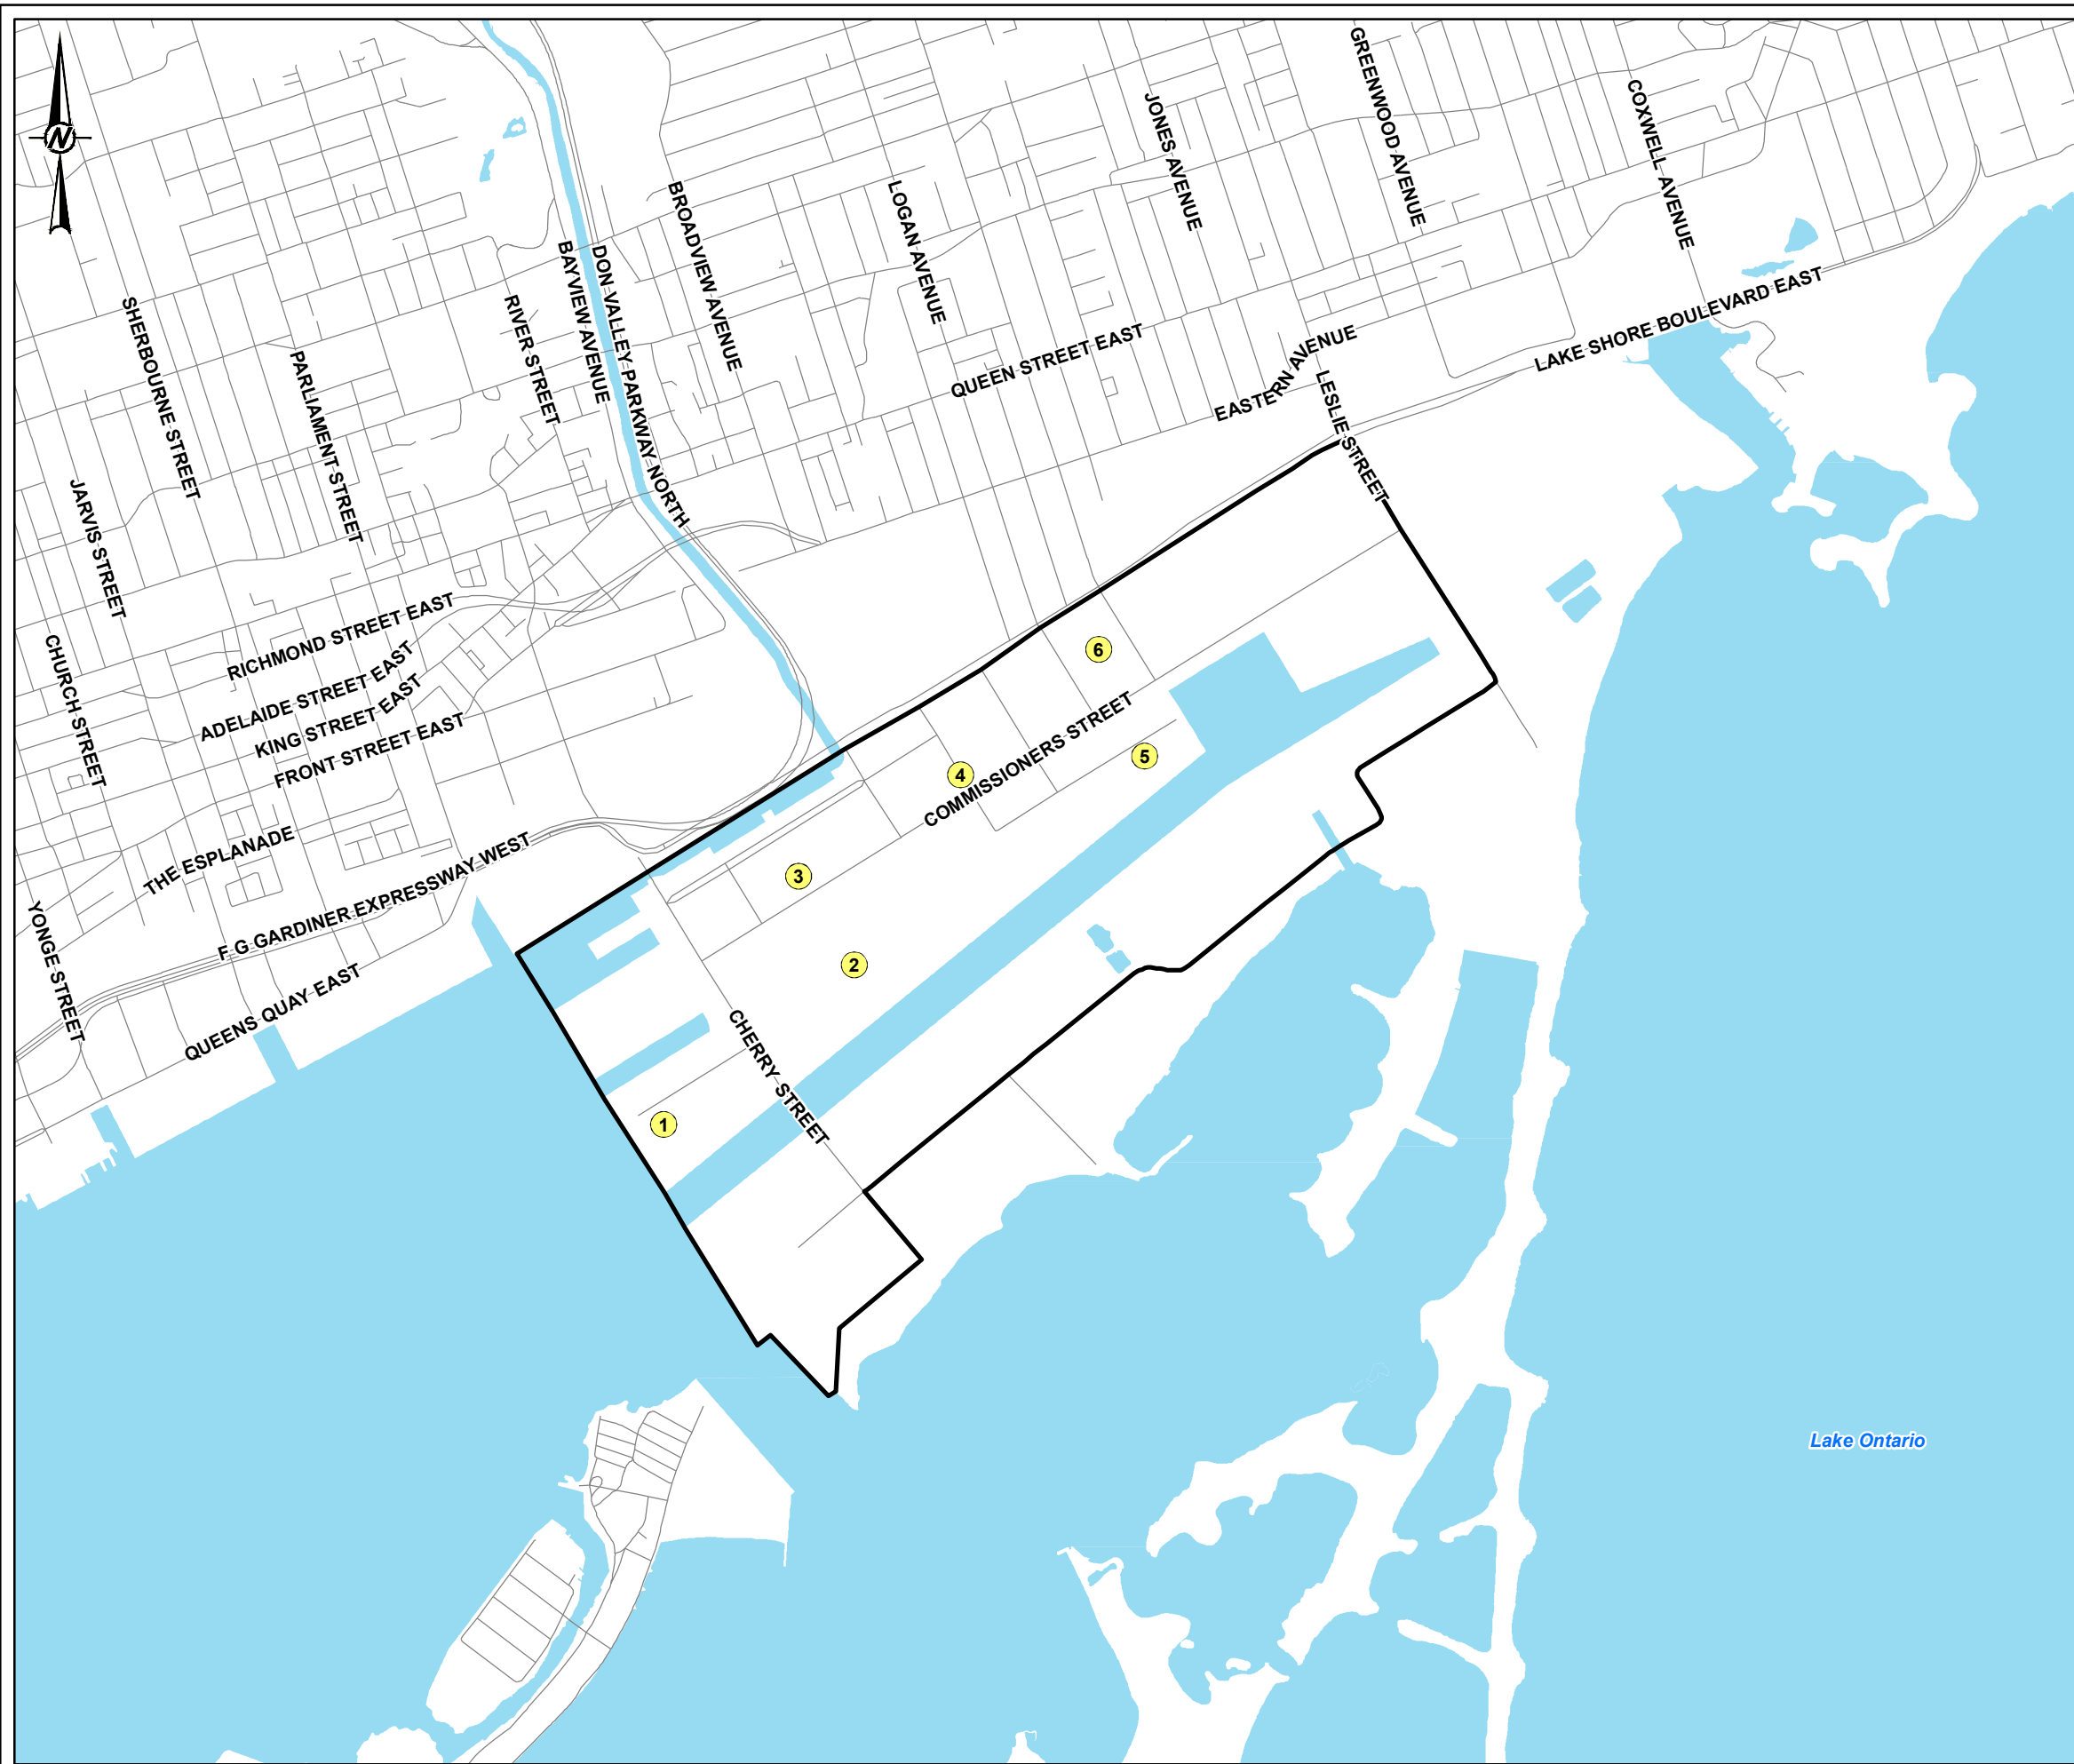 N
GREENWOOD AVENUE
COXWELL AVENUE
JONES AVENUE
BROADVIEW AVENUE
LOGAN AVENUE
BAYVIEW AVENUE
DON VALLEY PARKWAY NORTH
RIVER STREET
SHERBOURNE STREET
PARLIAMENT STREET
QUEEN STREET EAST
EASTERN AVENUE
LAKE SHORE BOULEVARD EAST
LESLIE STREET
JARVIS STREET
CHURCH STREET
RICHMOND STREET EAST
ADELAIDE STREET EAST
KING STREET EAST
FRONT STREET EAST
THE ESPLANADE
F G GARDINER EXPRESSWAY WEST
YONGE STREET
QUEENS QUAY EAST
6
5
4
COMMISSIONERS STREET
3
2
CHERRY STREET
1
Lake Ontario